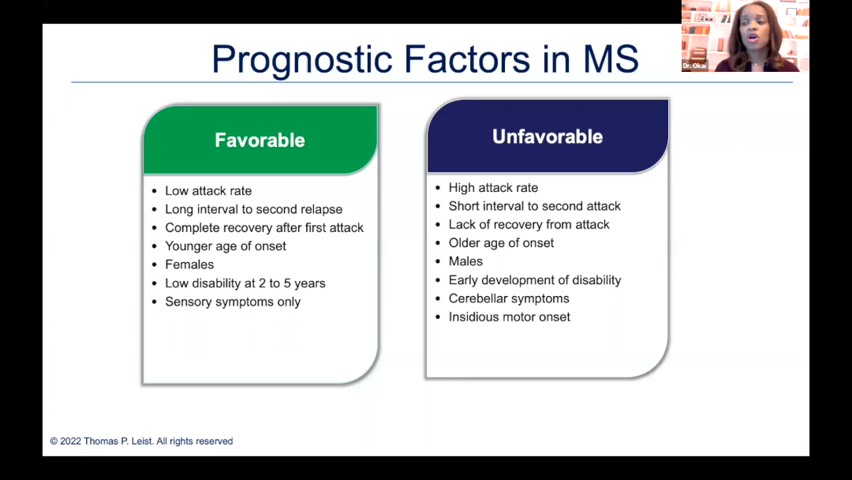 Prognostic Factors in MS
Dr. Okai
Favorable
• Low attack rate
• Long interval to second relapse
• Complete recovery after first attack
• Younger age of onset
• Females
• Low disability at 2 to 5 years
• Sensory symptoms only
Unfavorable
• High attack rate
• Short interval to second attack
• Lack of recovery from attack
• Older age of onset
• Males
• Early development of disability
• Cerebellar symptoms
• Insidious motor onset
© 2022 Thomas P. Leist. All rights reserved